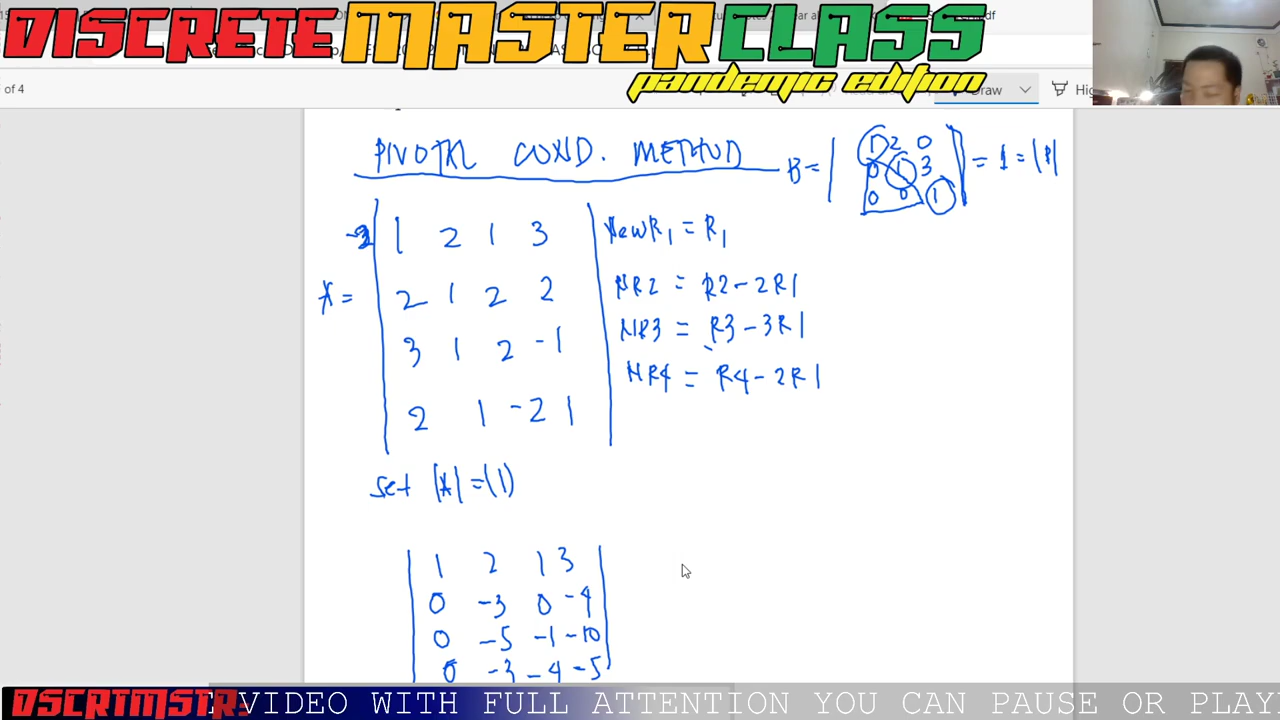 DISCRETE MASTER CLASS
pandemic edition
of 4
Draw
PIVOTAL COND. METHOD
B = | 1 2 0 | = 1 = |B|
0 1 3
0 0 1
1 2 1 3 New R1 = R1
A = 2 1 2 2 NR2 = R2 - 2R1
3 1 2 -1 NR3 = R3 - 3R1
2 1 -2 1 NR4 = R4 - 2R1
set |A| = (1)
1 2 1 3
0 -3 0 -4
0 -5 -1 -10
0 -3 -4 -5
E VIDEO WITH FULL ATTENTION YOU CAN PAUSE OR PLAY